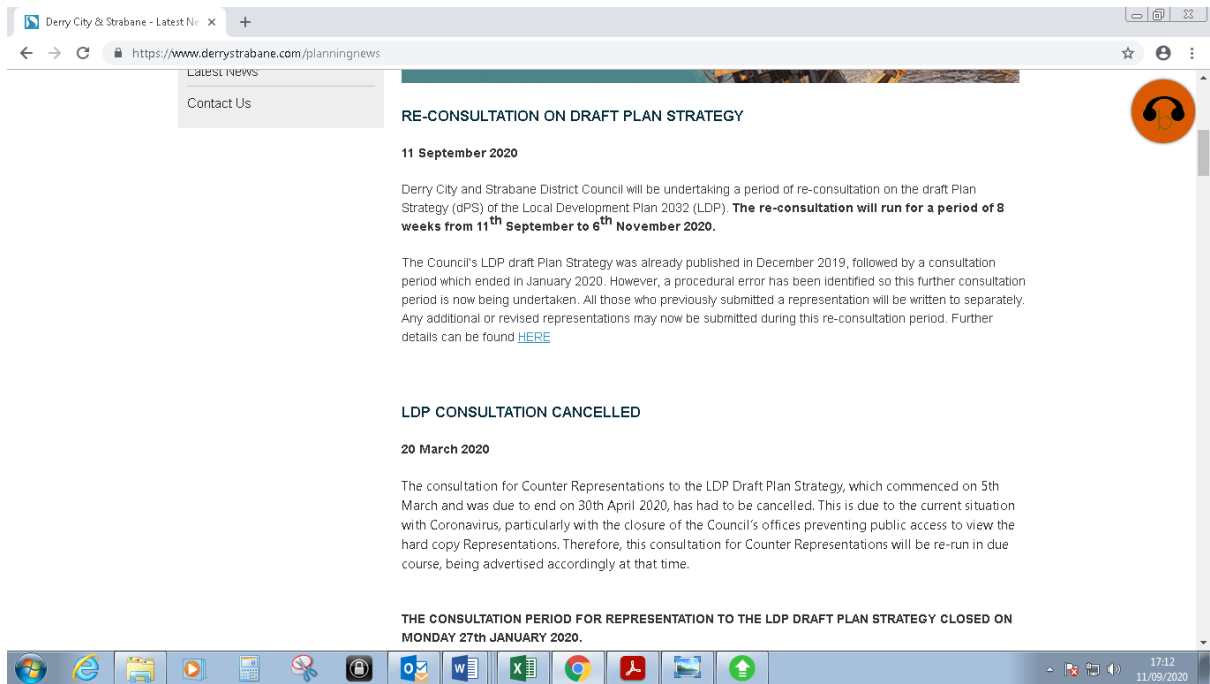 Derry City & Strabane - Latest Ne
https://www.derrystrabane.com/planningnews
Latest News
Contact Us
RE-CONSULTATION ON DRAFT PLAN STRATEGY
11 September 2020
Derry City and Strabane District Council will be undertaking a period of re-consultation on the draft Plan
Strategy (dPS) of the Local Development Plan 2032 (LDP). The re-consultation will run for a period of 8
weeks from 11th September to 6th November 2020.
The Council's LDP draft Plan Strategy was already published in December 2019, followed by a consultation
period which ended in January 2020. However, a procedural error has been identified so this further consultation
period is now being undertaken. All those who previously submitted a representation will be written to separately.
Any additional or revised representations may now be submitted during this re-consultation period. Further
details can be found HERE
LDP CONSULTATION CANCELLED
20 March 2020
The consultation for Counter Representations to the LDP Draft Plan Strategy, which commenced on 5th
March and was due to end on 30th April 2020, has had to be cancelled. This is due to the current situation
with Coronavirus, particularly with the closure of the Council's offices preventing public access to view the
hard copy Representations. Therefore, this consultation for Counter Representations will be re-run in due
course, being advertised accordingly at that time.
THE CONSULTATION PERIOD FOR REPRESENTATION TO THE LDP DRAFT PLAN STRATEGY CLOSED ON
MONDAY 27th JANUARY 2020.
17:12
11/09/2020